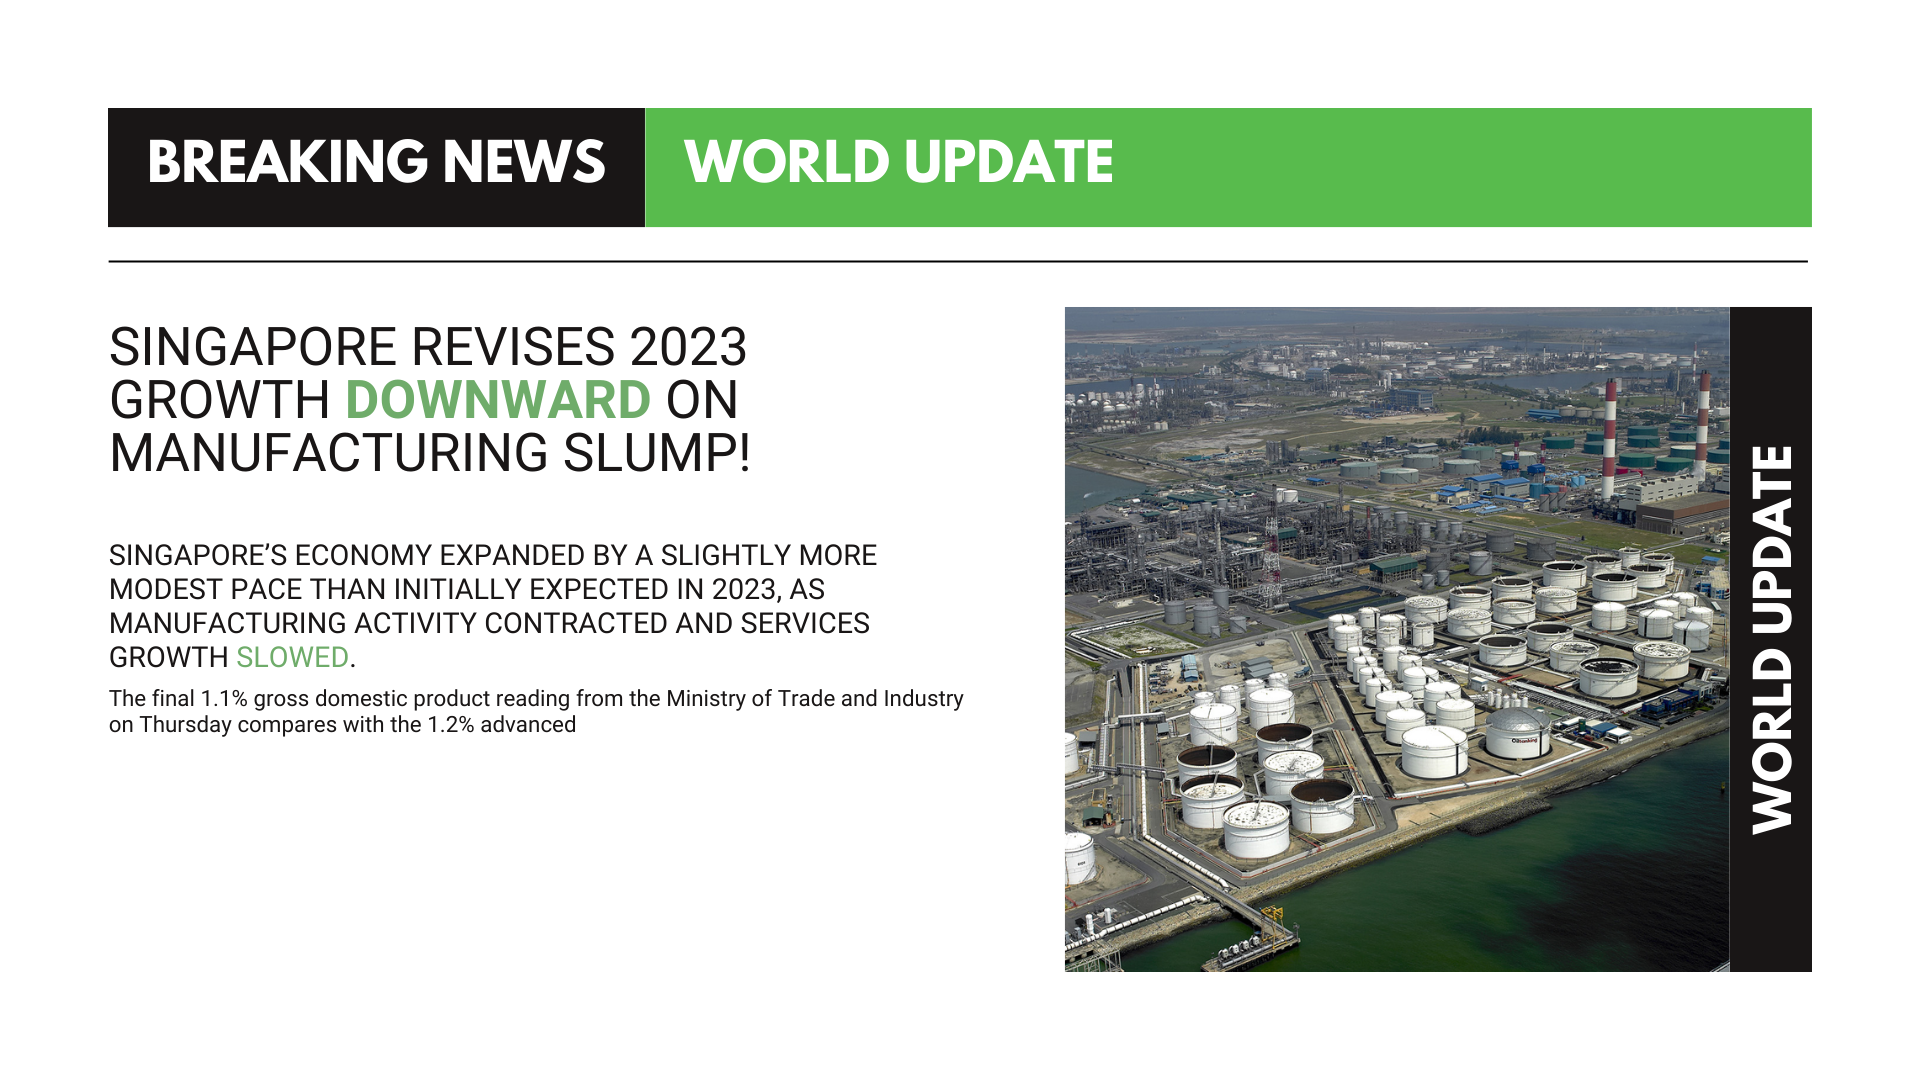 BREAKING NEWS
WORLD UPDATE
SINGAPORE REVISES 2023
GROWTH DOWNWARD ON
MANUFACTURING SLUMP!
SINGAPORE’S ECONOMY EXPANDED BY A SLIGHTLY MORE
MODEST PACE THAN INITIALLY EXPECTED IN 2023, AS
MANUFACTURING ACTIVITY CONTRACTED AND SERVICES
GROWTH SLOWED.
The final 1.1% gross domestic product reading from the Ministry of Trade and Industry
on Thursday compares with the 1.2% advanced
WORLD UPDATE